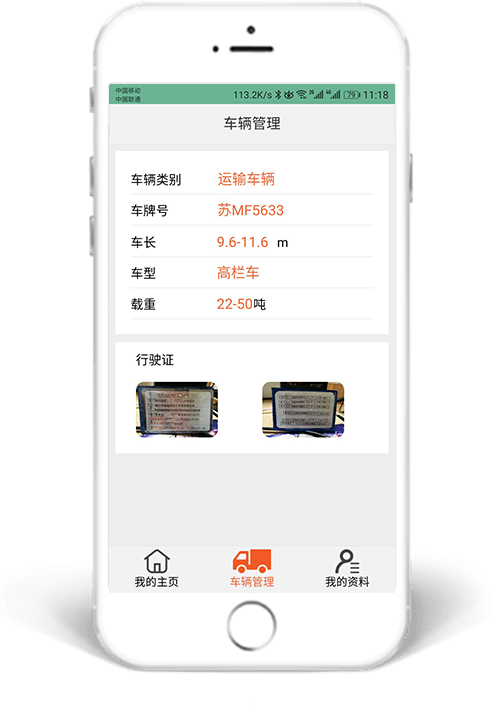 中国移动
中国联通
113.2K/s 2G 4G 79 11:18
车辆管理
车辆类别 运输车辆
车牌号 苏MF5633
车长 9.6-11.6 m
车型 高栏车
载重 22-50吨
行驶证
我的主页 车辆管理 我的资料